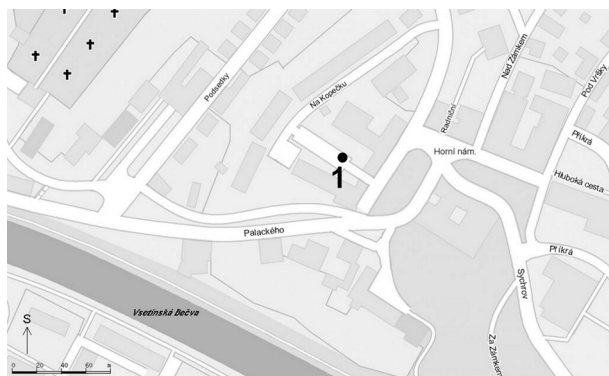 Podsedky
Na Kopečku
Nad Zámkem
Pod Vršky
Radniční
Příkrá
Horní nám.
Hluboká cesta
1
Palackého
Příkrá
Sychrov
Vsetínská Bečva
Za Zámkem
S
0 20 40 60